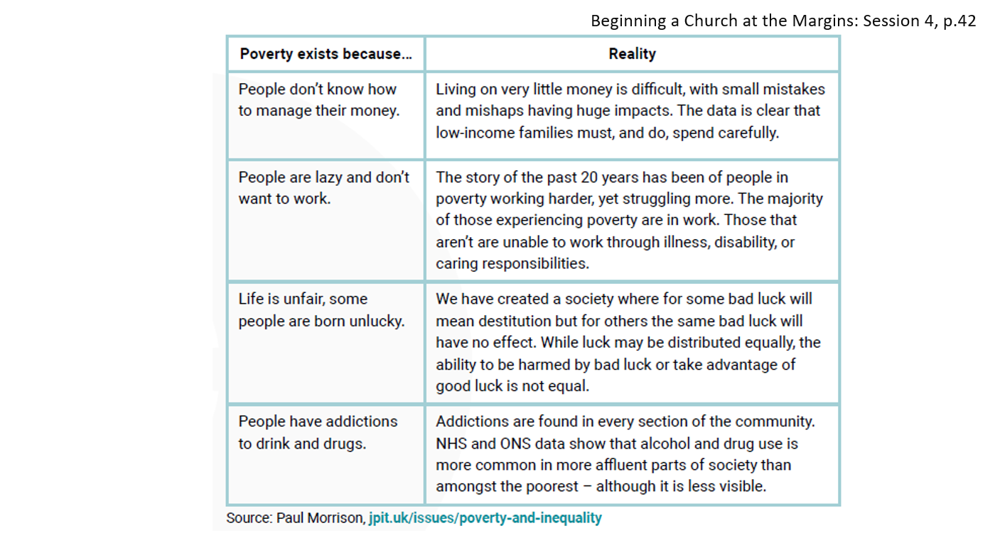 Beginning a Church at the Margins: Session 4, p.42
Poverty exists because...
Reality
People don't know how
to manage their money.
Living on very little money is difficult, with small mistakes
and mishaps having huge impacts. The data is clear that
low-income families must, and do, spend carefully.
People are lazy and don't
want to work.
The story of the past 20 years has been of people in
poverty working harder, yet struggling more. The majority
of those experiencing poverty are in work. Those that
aren't are unable to work through illness, disability, or
caring responsibilities.
Life is unfair, some
people are born unlucky.
We have created a society where for some bad luck will
mean destitution but for others the same bad luck will
have no effect. While luck may be distributed equally, the
ability to be harmed by bad luck or take advantage of
good luck is not equal.
People have addictions
to drink and drugs.
Addictions are found in every section of the community.
NHS and ONS data show that alcohol and drug use is
more common in more affluent parts of society than
amongst the poorest – although it is less visible.
Source: Paul Morrison, jpit.uk/issues/poverty-and-inequality